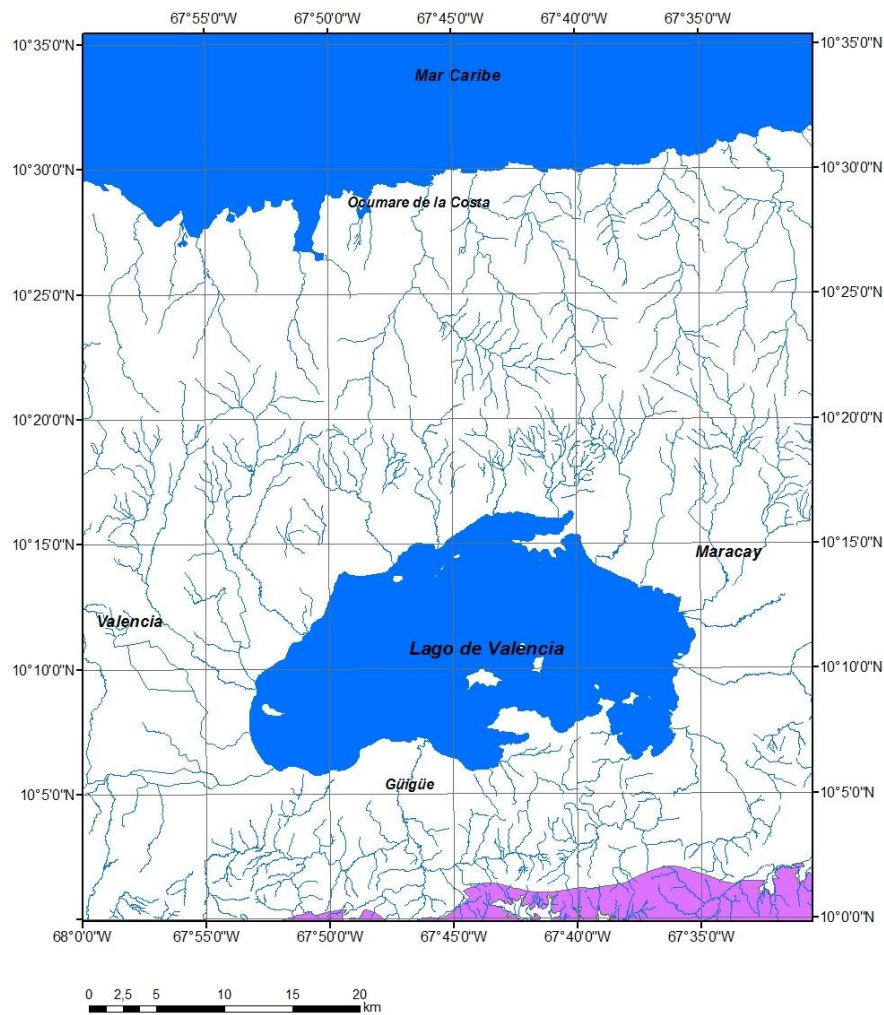 67°55'0"W 67°50'0"W 67°45'0"W 67°40'0"W 67°35'0"W
10°35'0"N 10°35'0"N
Mar Caribe
10°30'0"N 10°30'0"N
Ocumare de la Costa
10°25'0"N 10°25'0"N
10°20'0"N 10°20'0"N
10°15'0"N 10°15'0"N
Maracay
Valencia
Lago de Valencia
10°10'0"N 10°10'0"N
Güigüe
10°5'0"N 10°5'0"N
10°0'0"N
68°0'0"W 67°55'0"W 67°50'0"W 67°45'0"W 67°40'0"W 67°35'0"W
0 2,5 5 10 15 20
km